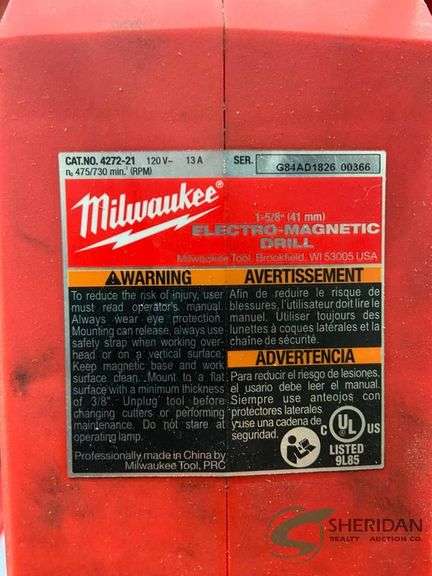 CAT.NO. 4272-21 120 V~ 13 A SER. G84AD1826 00366
n₀ 475/730 min.⁻¹ (RPM)
Milwaukee
1-5/8" (41 mm)
ELECTRO-MAGNETIC
DRILL
Milwaukee Tool, Brookfield, WI 53005 USA
WARNING
To reduce the risk of injury, user
must read operator's manual.
Always wear eye protection.
Mounting can release, always use
safety strap when working over-
head or on a vertical surface.
Keep magnetic base and work
surface clean. Mount to a flat
surface with a minimum thickness
of 3/8". Unplug tool before
changing cutters or performing
maintenance. Do not stare at
operating lamp.
Professionally made in China by
Milwaukee Tool, PRC
AVERTISSEMENT
Afin de réduire le risque de
blessures, l'utilisateur doit lire le
manuel. Utiliser toujours des
lunettes à coques latérales et la
chaîne de sécurité.
ADVERTENCIA
Para reducir el riesgo de lesiones,
el usario debe leer el manual.
Siempre use anteojos con
protectores laterales
y use una cadena de
seguridad.
C UL US
LISTED
9L85
SHERIDAN
REALTY & AUCTION CO.